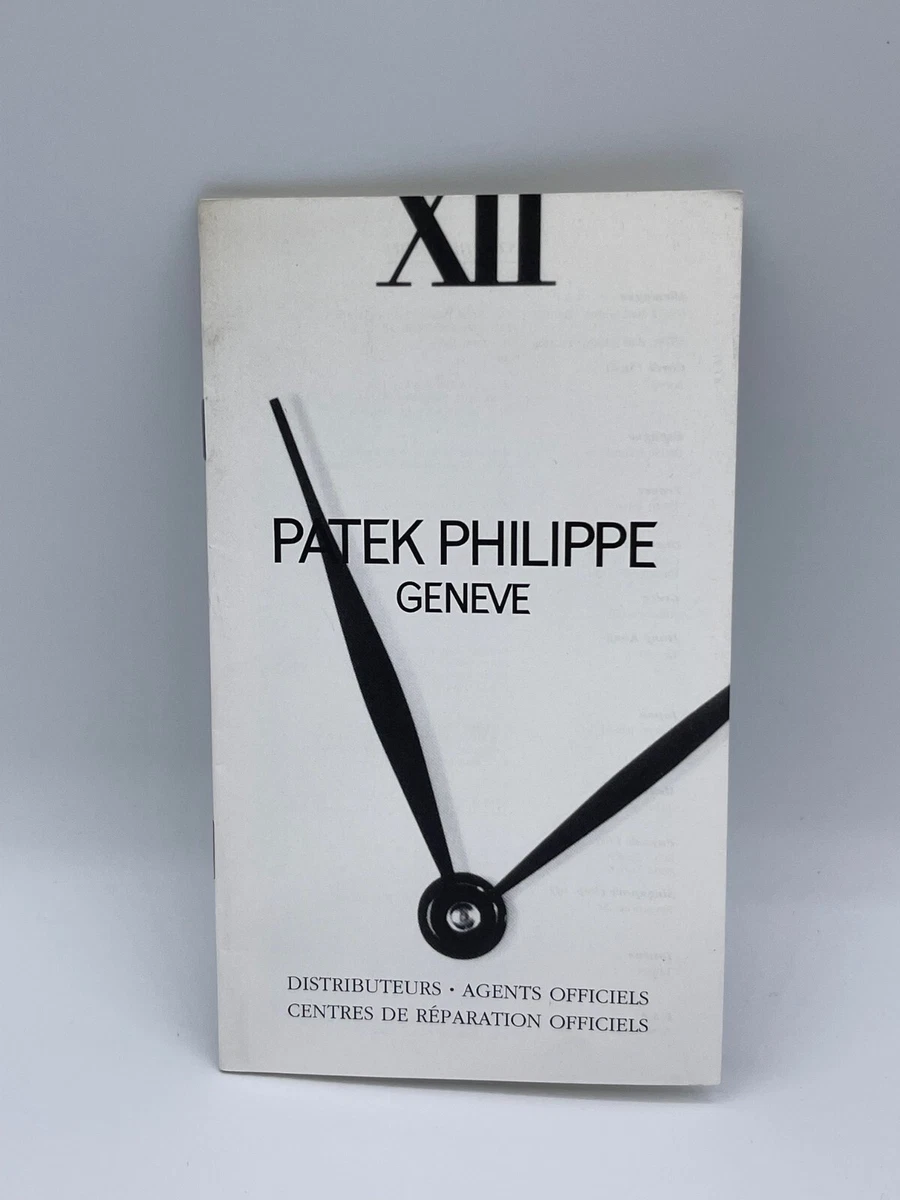 XII
PATEK PHILIPPE
GENEVE
DISTRIBUTEURS • AGENTS OFFICIELS
CENTRES DE RÉPARATION OFFICIELS